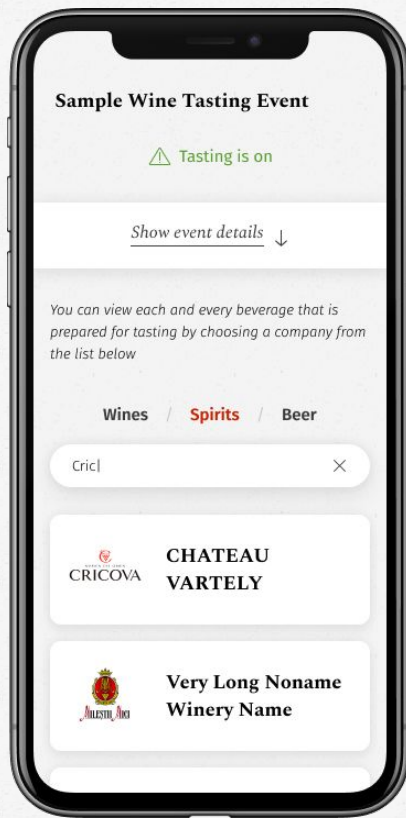 Sample Wine Tasting Event
Tasting is on
Show event details ↓
You can view each and every beverage that is
prepared for tasting by choosing a company from
the list below
Wines / Spirits / Beer
Cric
CRICOVA
CHATEAU
VARTELY
MILEŞTII MICI
Very Long Noname
Winery Name